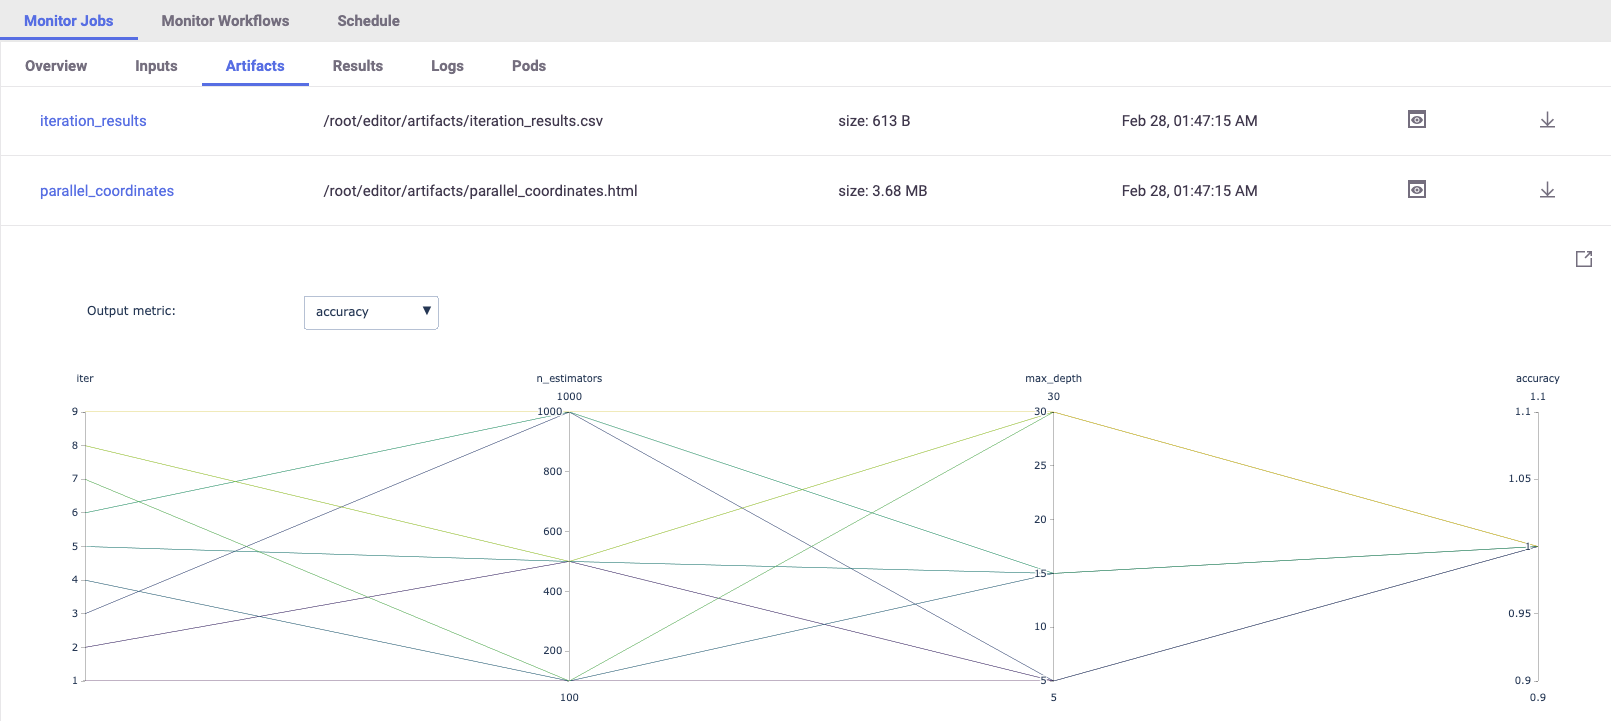 Monitor Jobs Monitor Workflows Schedule
Overview Inputs Artifacts Results Logs Pods
iteration_results /root/editor/artifacts/iteration_results.csv size: 613 B Feb 28, 01:47:15 AM
parallel_coordinates /root/editor/artifacts/parallel_coordinates.html size: 3.68 MB Feb 28, 01:47:15 AM
Output metric: accuracy
iter n_estimators max_depth accuracy
1000 30 1.1
9 1000 30 1.1
8
800 25 1.05
7
6 20
600
5 1
15
4 400
3 0.95
10
2 200
1 5 0.9
100 5 0.9